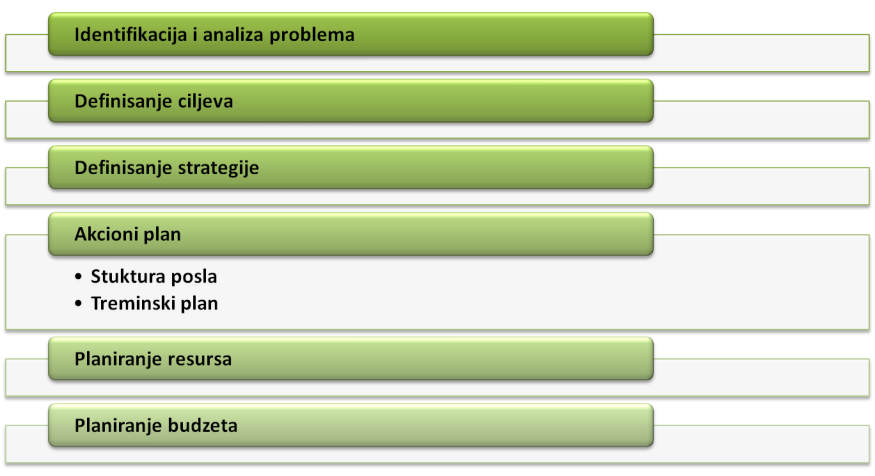 Identifikacija i analiza problema
Definisanje ciljeva
Definisanje strategije
Akcioni plan
• Stuktura posla
• Treminski plan
Planiranje resursa
Planiranje budzeta